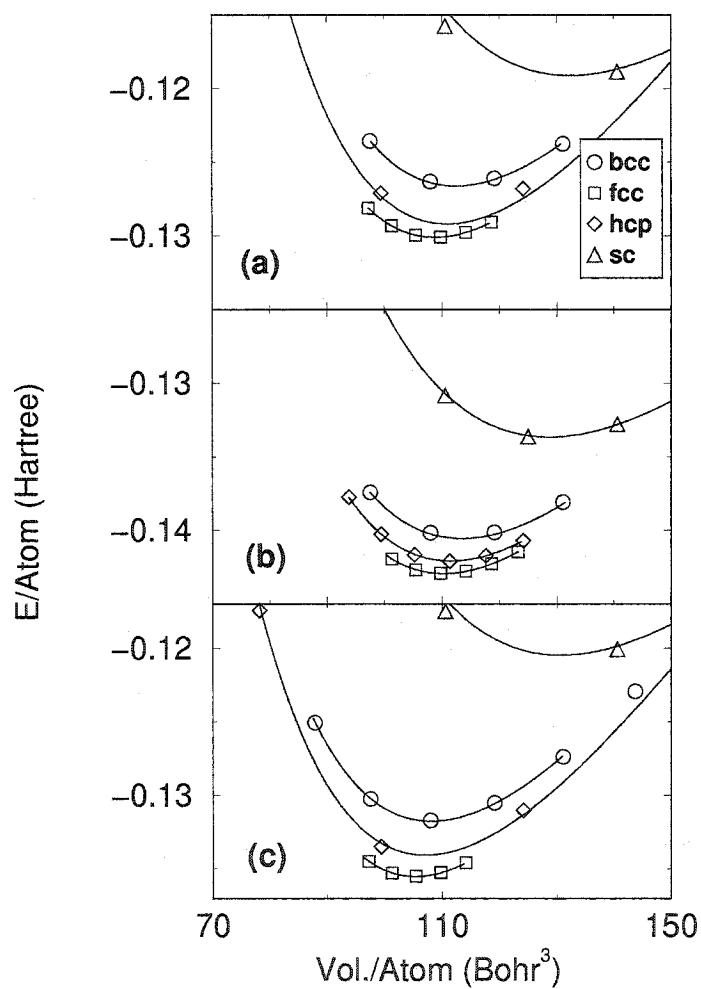 −0.12
−0.13
(a)
bcc
fcc
hcp
sc
−0.13
−0.14
(b)
−0.12
−0.13
(c)
E/Atom (Hartree)
70
110
150
Vol./Atom (Bohr³)